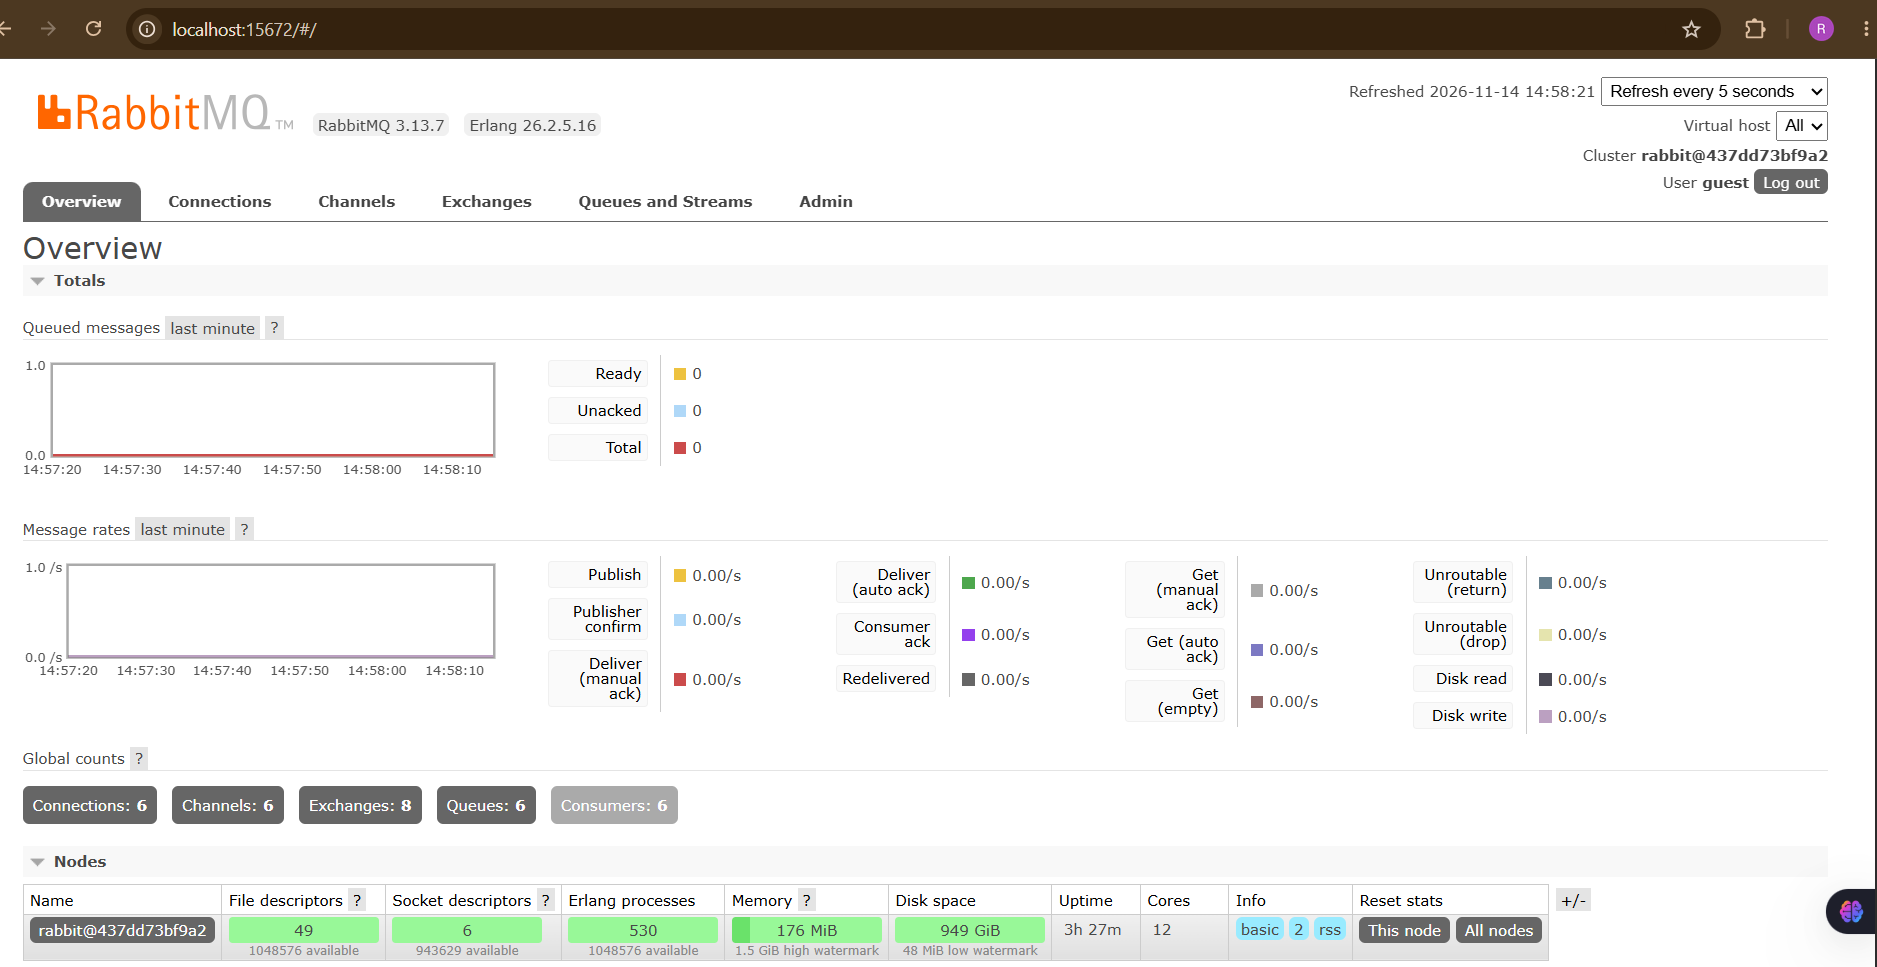 localhost:15672/#/
R
RabbitMQ TM RabbitMQ 3.13.7 Erlang 26.2.5.16
Refreshed 2026-11-14 14:58:21 Refresh every 5 seconds
Virtual host All
Cluster rabbit@437dd73bf9a2
User guest Log out
Overview Connections Channels Exchanges Queues and Streams Admin
Overview
Totals
Queued messages last minute ?
1.0
0.0
14:57:20 14:57:30 14:57:40 14:57:50 14:58:00 14:58:10
Ready 0
Unacked 0
Total 0
Message rates last minute ?
1.0 /s
0.0 /s
14:57:20 14:57:30 14:57:40 14:57:50 14:58:00 14:58:10
Publish 0.00/s
Publisher
confirm 0.00/s
Deliver
(manual
ack) 0.00/s
Deliver
(auto ack) 0.00/s
Consumer
ack 0.00/s
Redelivered 0.00/s
Get
(manual
ack) 0.00/s
Get (auto
ack) 0.00/s
Get
(empty) 0.00/s
Unroutable
(return) 0.00/s
Unroutable
(drop) 0.00/s
Disk read 0.00/s
Disk write 0.00/s
Global counts ?
Connections: 6 Channels: 6 Exchanges: 8 Queues: 6 Consumers: 6
Nodes
Name File descriptors ? Socket descriptors ? Erlang processes Memory ? Disk space Uptime Cores Info Reset stats +/-
rabbit@437dd73bf9a2 49 6 530 176 MiB 949 GiB 3h 27m 12 basic 2 rss This node All nodes
1048576 available 943629 available 1048576 available 1.5 GiB high watermark 48 MiB low watermark